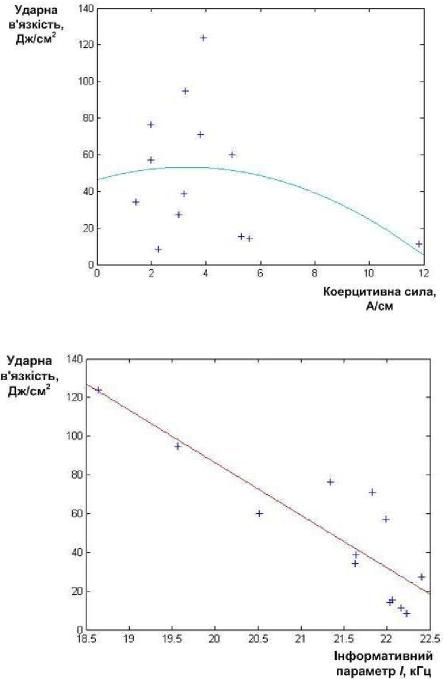 Ударна
в'язкість,
Дж/см²
140
120
100
80
60
40
20
0
0 2 4 6 8 10 12
Коерцитивна сила,
А/см
Ударна
в'язкість,
Дж/см²
140
120
100
80
60
40
20
0
18.5 19 19.5 20 20.5 21 21.5 22 22.5
Інформативний
параметр I, кГц